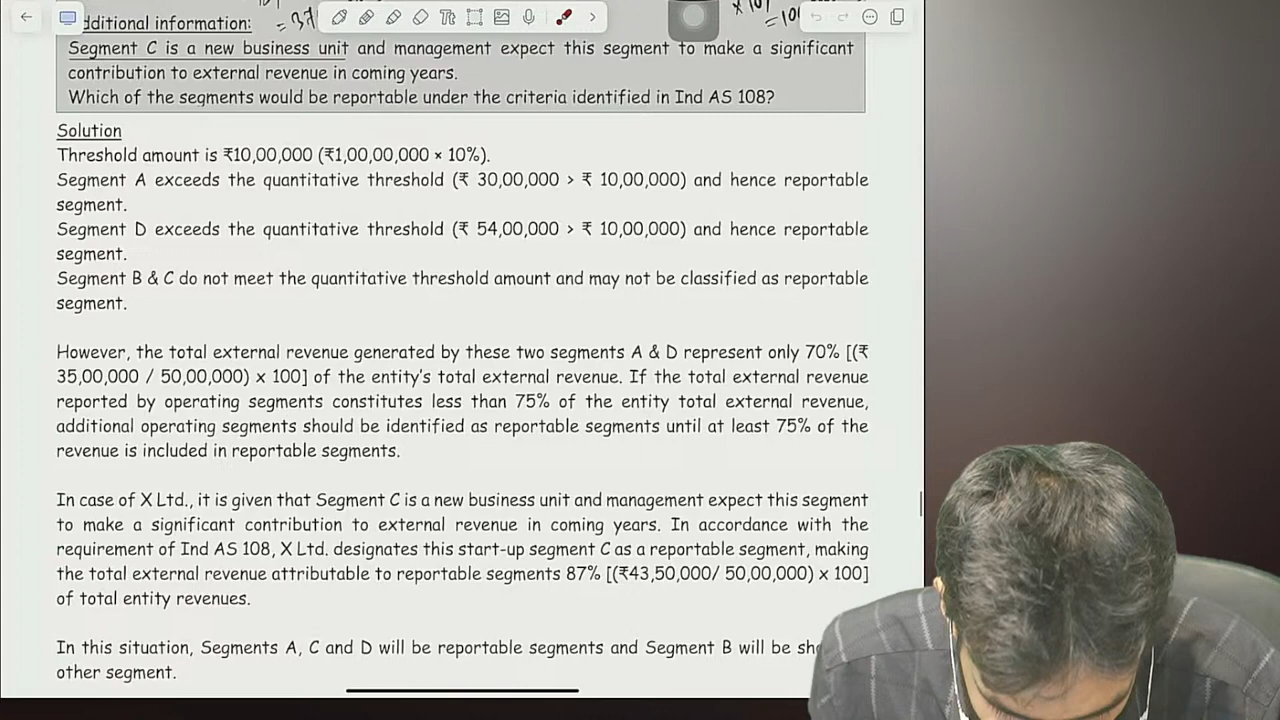 dditional information:
= 37
× 10
= 10
Segment C is a new business unit and management expect this segment to make a significant
contribution to external revenue in coming years.
Which of the segments would be reportable under the criteria identified in Ind AS 108?
Solution
Threshold amount is ₹10,00,000 (₹1,00,00,000 × 10%).
Segment A exceeds the quantitative threshold (₹ 30,00,000 > ₹ 10,00,000) and hence reportable
segment.
Segment D exceeds the quantitative threshold (₹ 54,00,000 > ₹ 10,00,000) and hence reportable
segment.
Segment B & C do not meet the quantitative threshold amount and may not be classified as reportable
segment.
However, the total external revenue generated by these two segments A & D represent only 70% [(₹
35,00,000 / 50,00,000) x 100] of the entity's total external revenue. If the total external revenue
reported by operating segments constitutes less than 75% of the entity total external revenue,
additional operating segments should be identified as reportable segments until at least 75% of the
revenue is included in reportable segments.
In case of X Ltd., it is given that Segment C is a new business unit and management expect this segment
to make a significant contribution to external revenue in coming years. In accordance with the
requirement of Ind AS 108, X Ltd. designates this start-up segment C as a reportable segment, making
the total external revenue attributable to reportable segments 87% [(₹43,50,000/ 50,00,000) x 100]
of total entity revenues.
In this situation, Segments A, C and D will be reportable segments and Segment B will be
other segment.